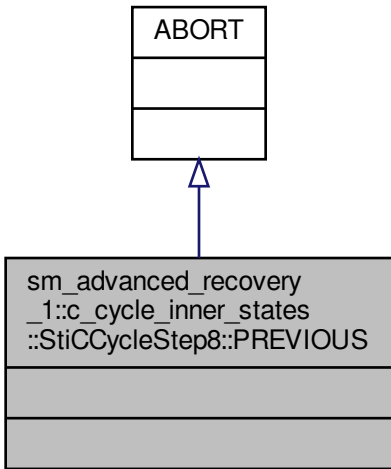 ABORT
sm_advanced_recovery
_1::c_cycle_inner_states
::StiCCycleStep8::PREVIOUS